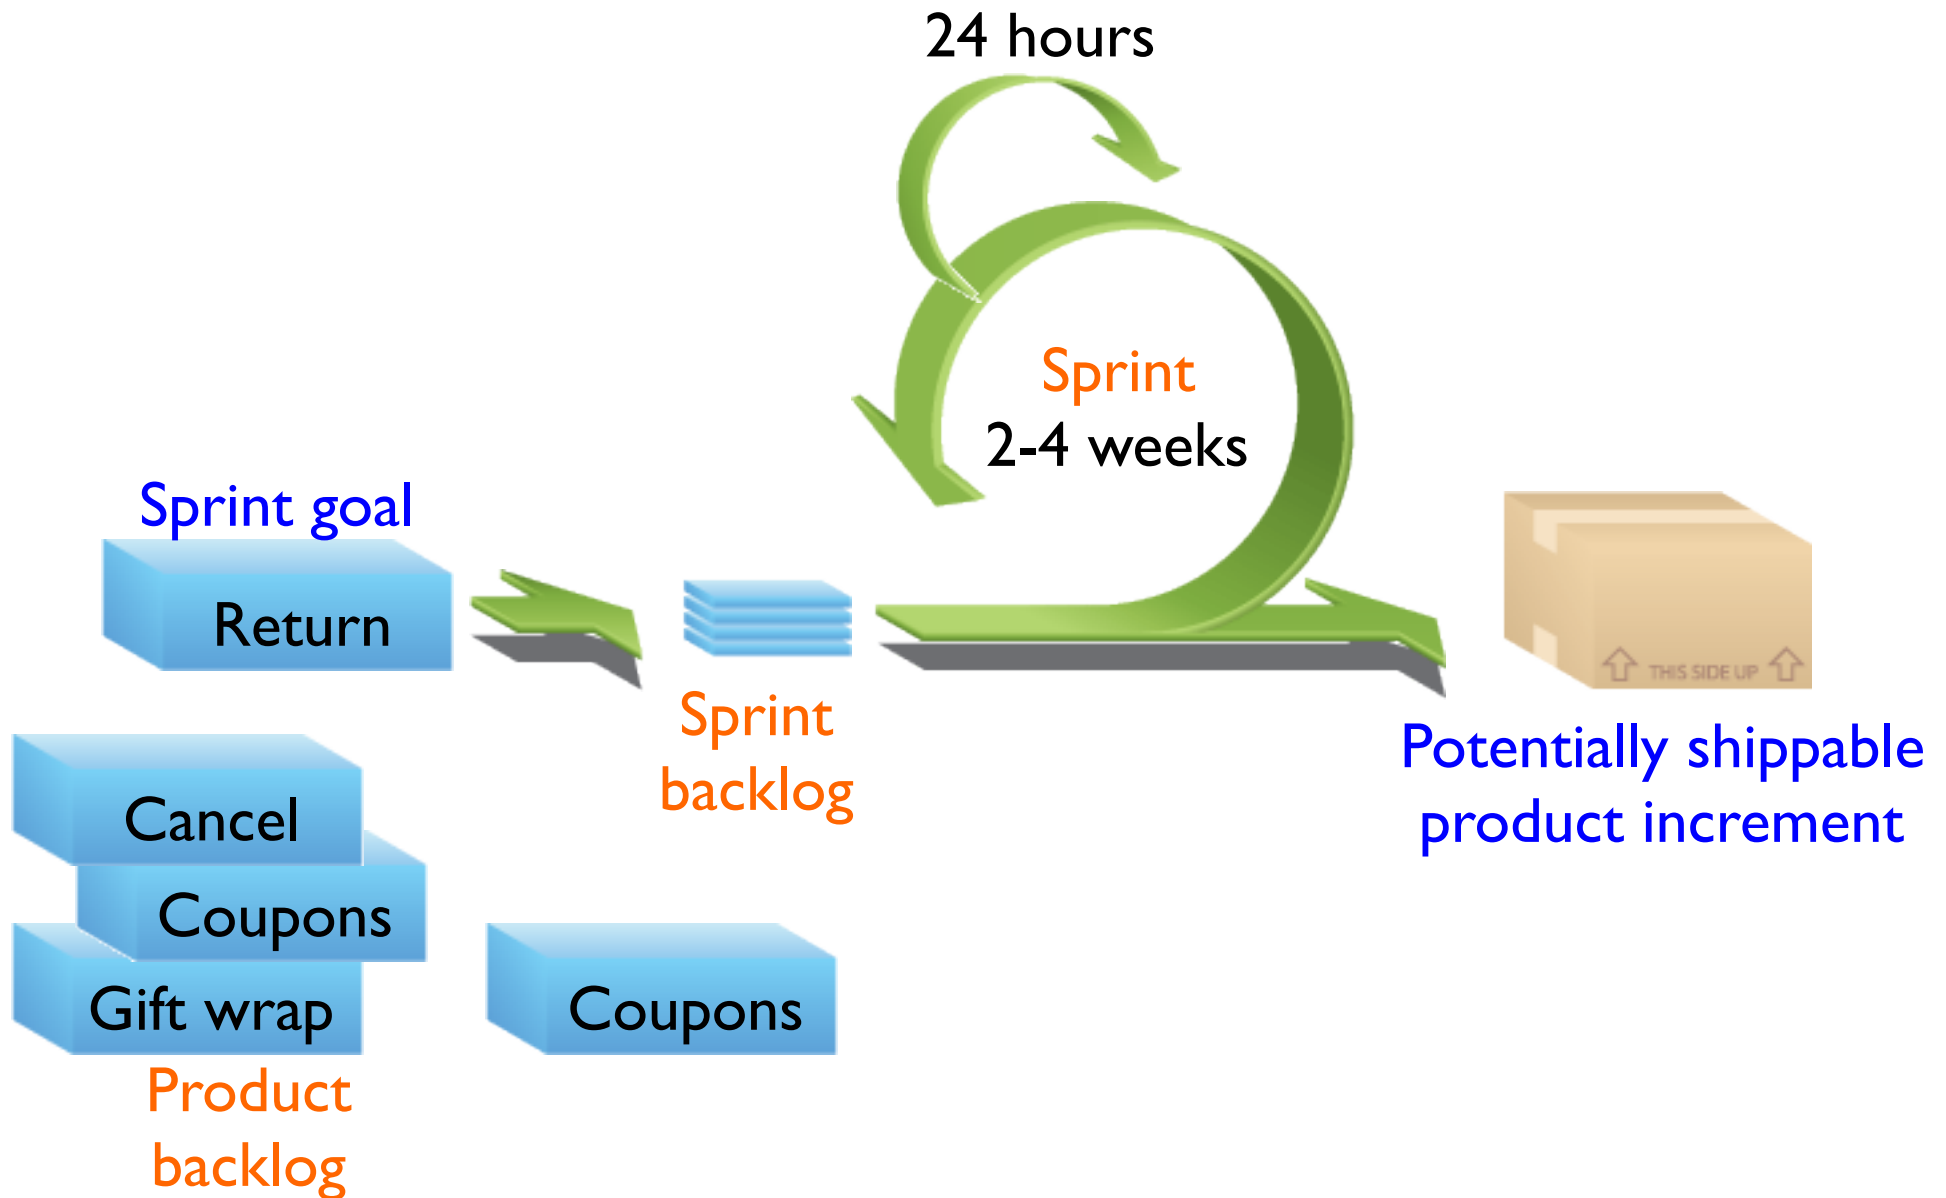 24 hours
Sprint
2-4 weeks
Sprint goal
Return
Sprint
backlog
THIS SIDE UP
Potentially shippable
product increment
Cancel
Coupons
Gift wrap
Coupons
Product
backlog